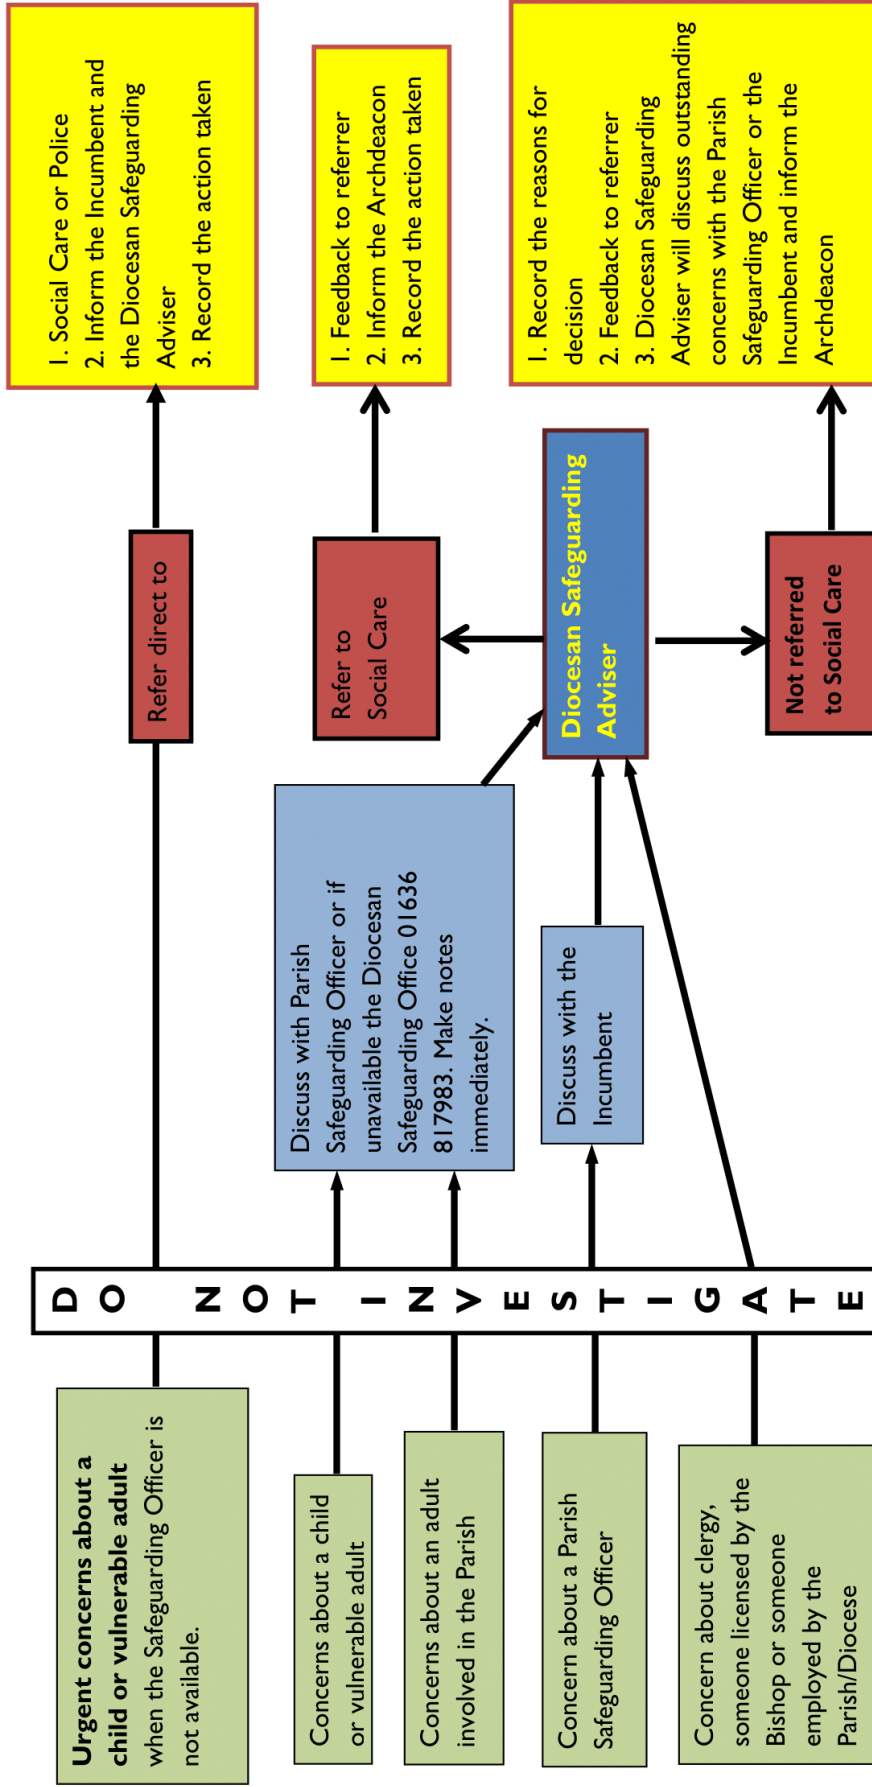 Urgent concerns about a
child or vulnerable adult
when the Safeguarding Officer is
not available.
Concerns about a child
or vulnerable adult
Concerns about an adult
involved in the Parish
Concern about a Parish
Safeguarding Officer
Concern about clergy,
someone licensed by the
Bishop or someone
employed by the
Parish/Diocese
DO NOT INVESTIGATE
Discuss with Parish
Safeguarding Officer or if
unavailable the Diocesan
Safeguarding Office 01636
817983. Make notes
immediately.
Discuss with the
Incumbent
Refer direct to
Refer to
Social Care
Diocesan Safeguarding
Adviser
Not referred
to Social Care
1. Social Care or Police
2. Inform the Incumbent and
the Diocesan Safeguarding
Adviser
3. Record the action taken
1. Feedback to referrer
2. Inform the Archdeacon
3. Record the action taken
1. Record the reasons for
decision
2. Feedback to referrer
3. Diocesan Safeguarding
Adviser will discuss outstanding
concerns with the Parish
Safeguarding Officer or the
Incumbent and inform the
Archdeacon